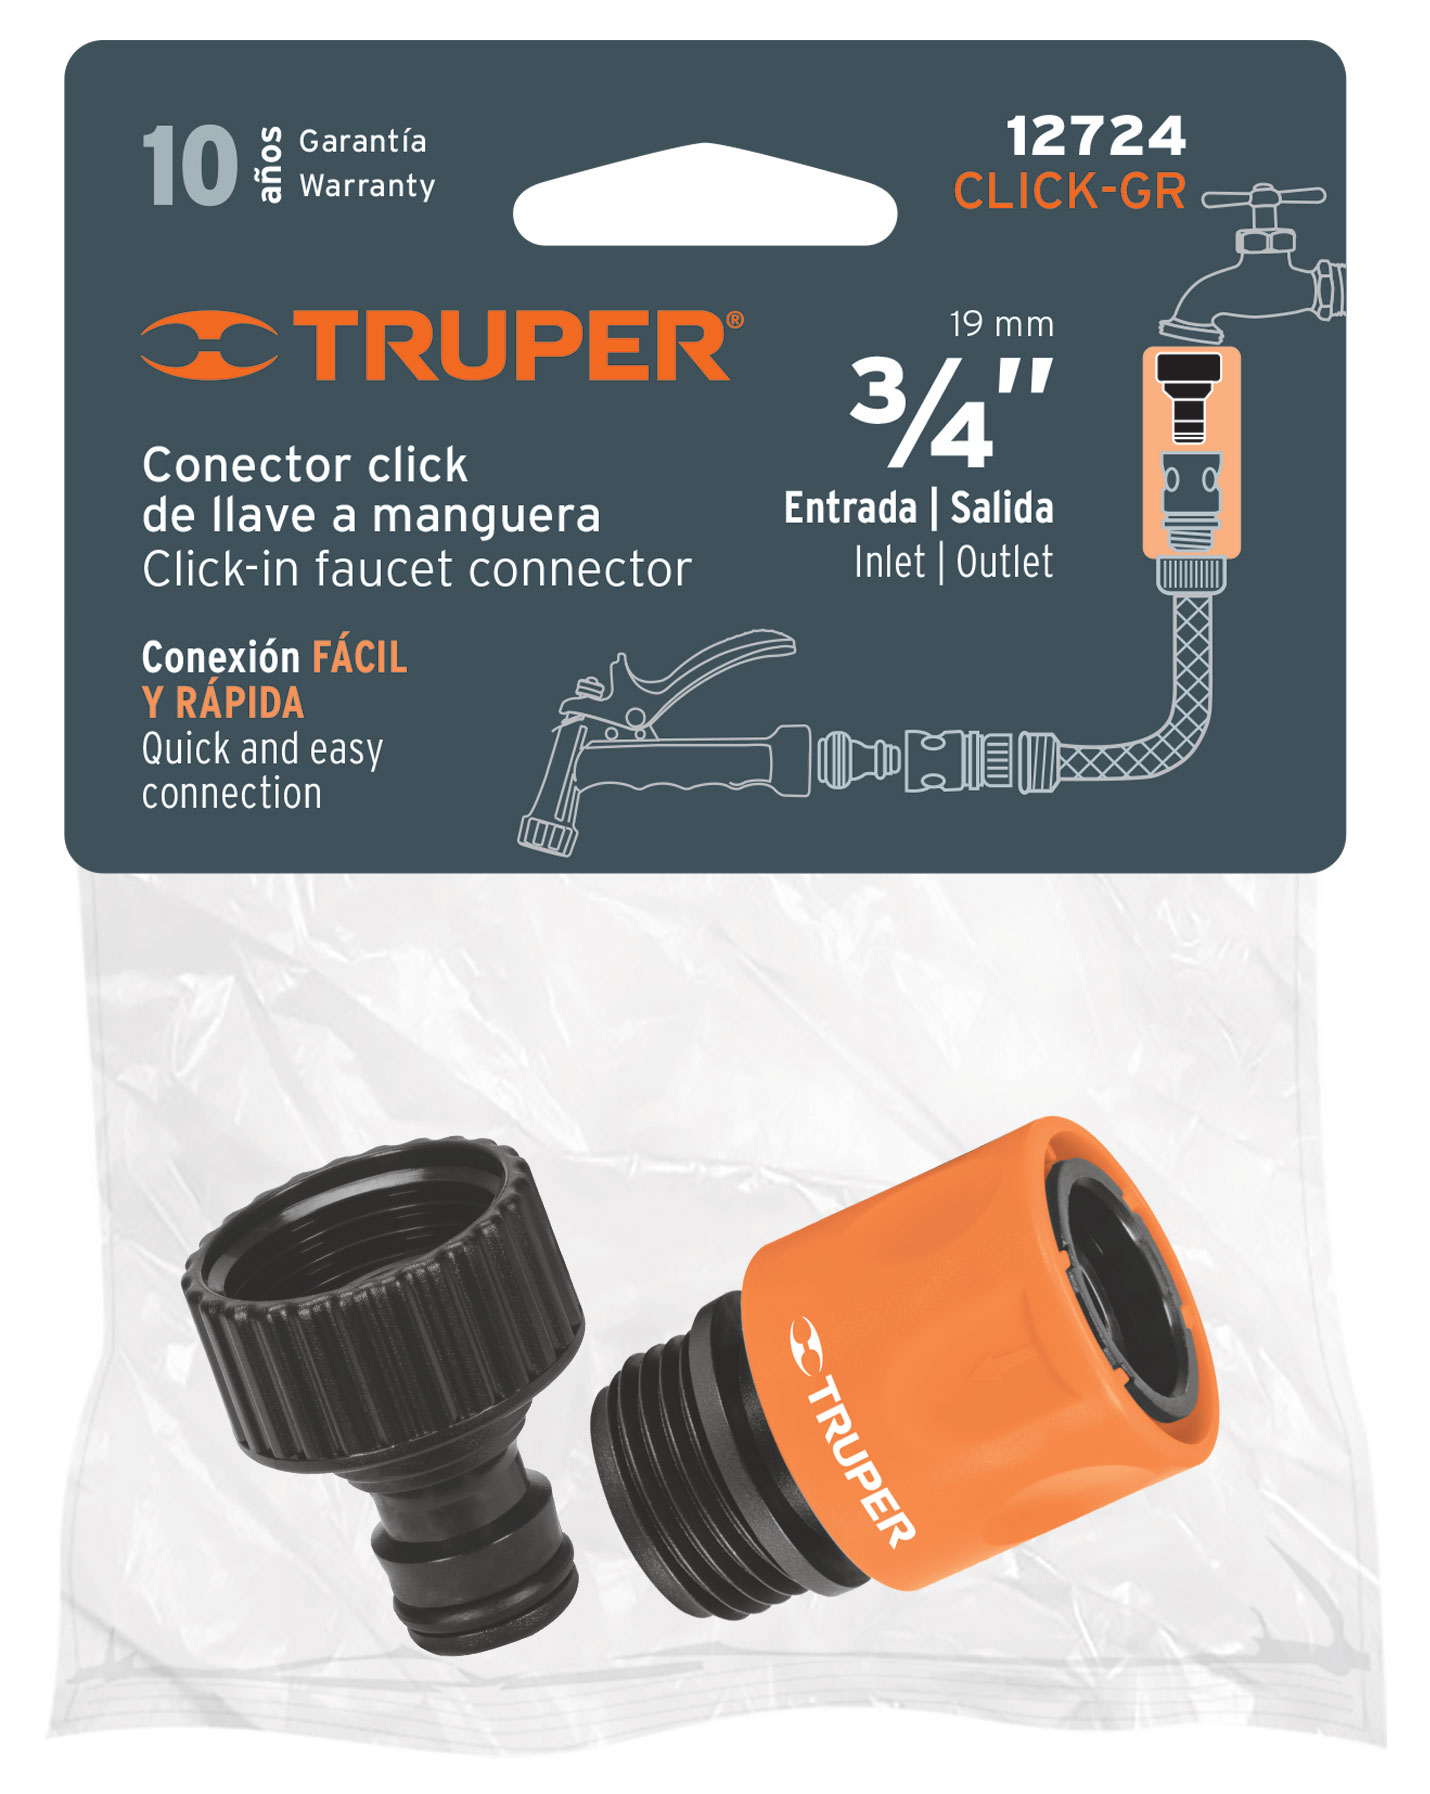 10 años
Garantía
Warranty
12724
CLICK-GR
TRUPER®
19 mm
3/4"
Entrada | Salida
Inlet | Outlet
Conector click
de llave a manguera
Click-in faucet connector
Conexión FÁCIL
Y RÁPIDA
Quick and easy
connection
TRUPER